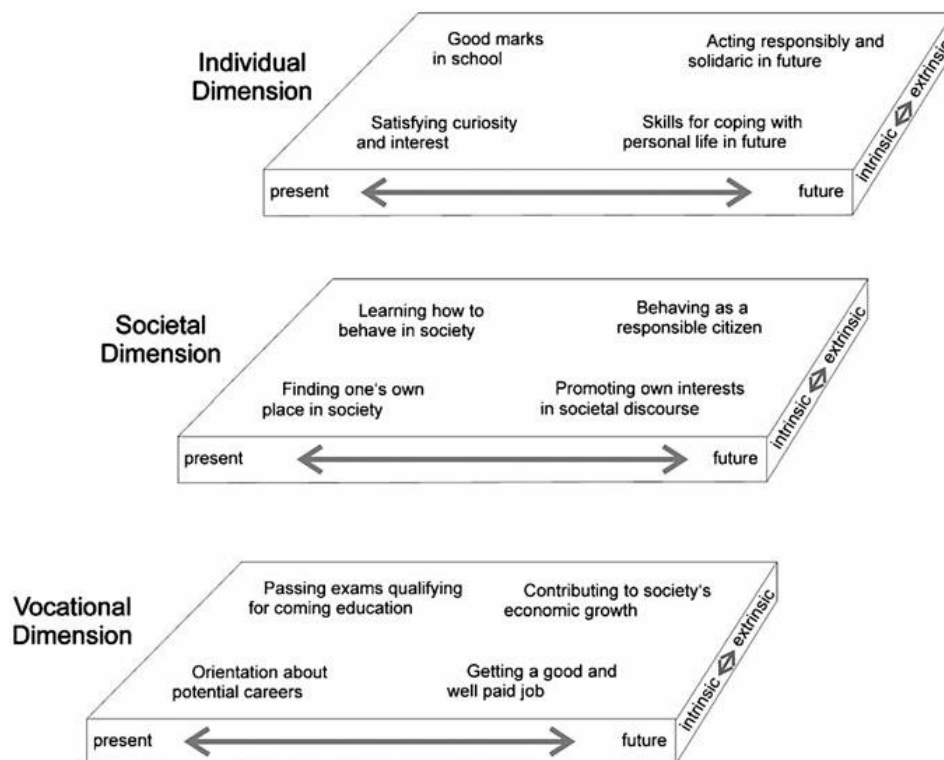 Individual
Dimension
Good marks
in school
Acting responsibly and
solidaric in future
Satisfying curiosity
and interest
Skills for coping with
personal life in future
present
future
intrinsic
extrinsic
Societal
Dimension
Learning how to
behave in society
Behaving as a
responsible citizen
Finding one's own
place in society
Promoting own interests
in societal discourse
present
future
intrinsic
extrinsic
Vocational
Dimension
Passing exams qualifying
for coming education
Contributing to society's
economic growth
Orientation about
potential careers
Getting a good and
well paid job
present
future
intrinsic
extrinsic